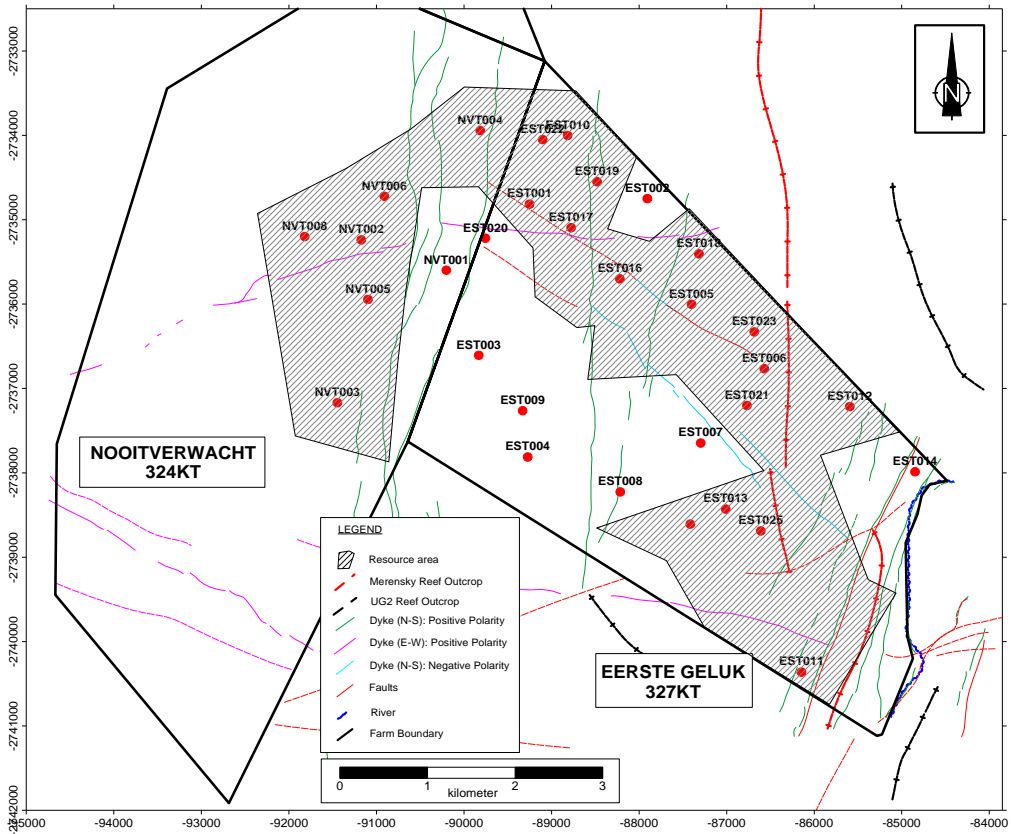 -2733000
-2734000
-2735000
-2736000
-2737000
-2738000
-2739000
-2740000
-2741000
-2742000
N
NVT004
EST022
EST010
EST019
EST002
NVT006
EST001
EST017
NVT008
NVT002
EST020
EST018
NVT001
EST016
NVT005
EST005
EST023
EST003
EST006
NVT003
EST009
EST021
EST012
EST004
EST007
EST014
EST008
EST013
EST025
EST011
NOOITVERWACHT
324KT
EERSTE GELUK
327KT
LEGEND
Resource area
Merensky Reef Outcrop
UG2 Reef Outcrop
Dyke (N-S): Positive Polarity
Dyke (E-W): Positive Polarity
Dyke (N-S): Negative Polarity
Faults
River
Farm Boundary
0 1 2 3
kilometer
-95000 -94000 -93000 -92000 -91000 -90000 -89000 -88000 -87000 -86000 -85000 -84000